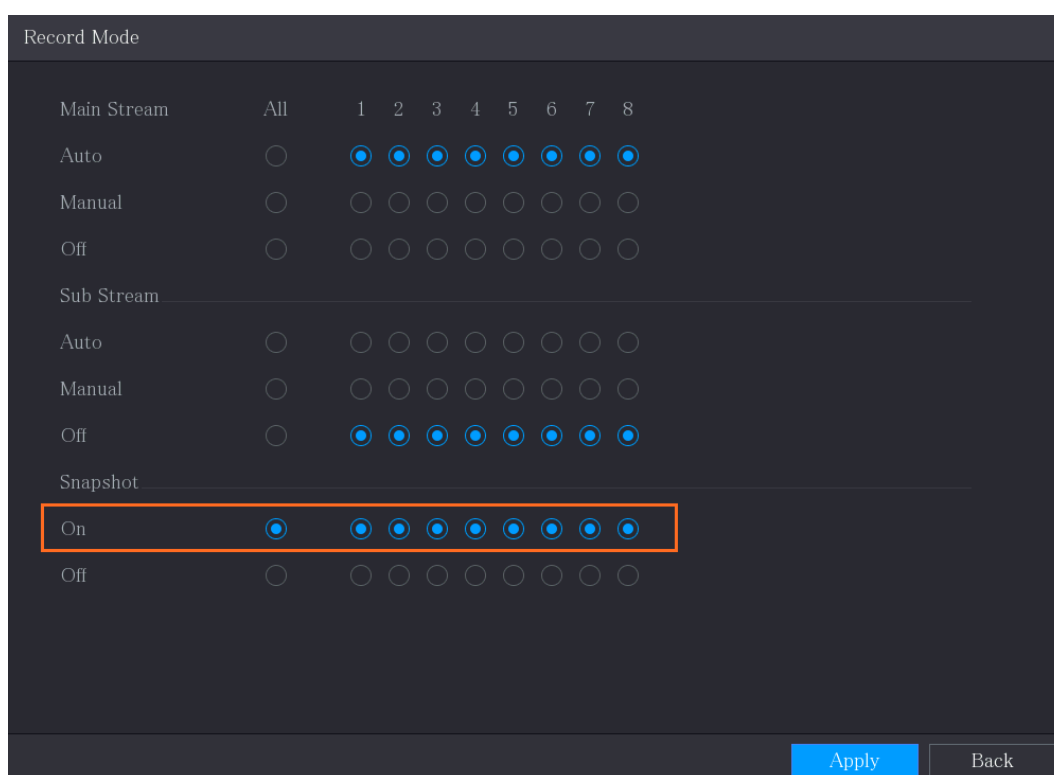 Record Mode
Main Stream All 1 2 3 4 5 6 7 8
Auto
Manual
Off
Sub Stream
Auto
Manual
Off
Snapshot
On
Off
Apply Back